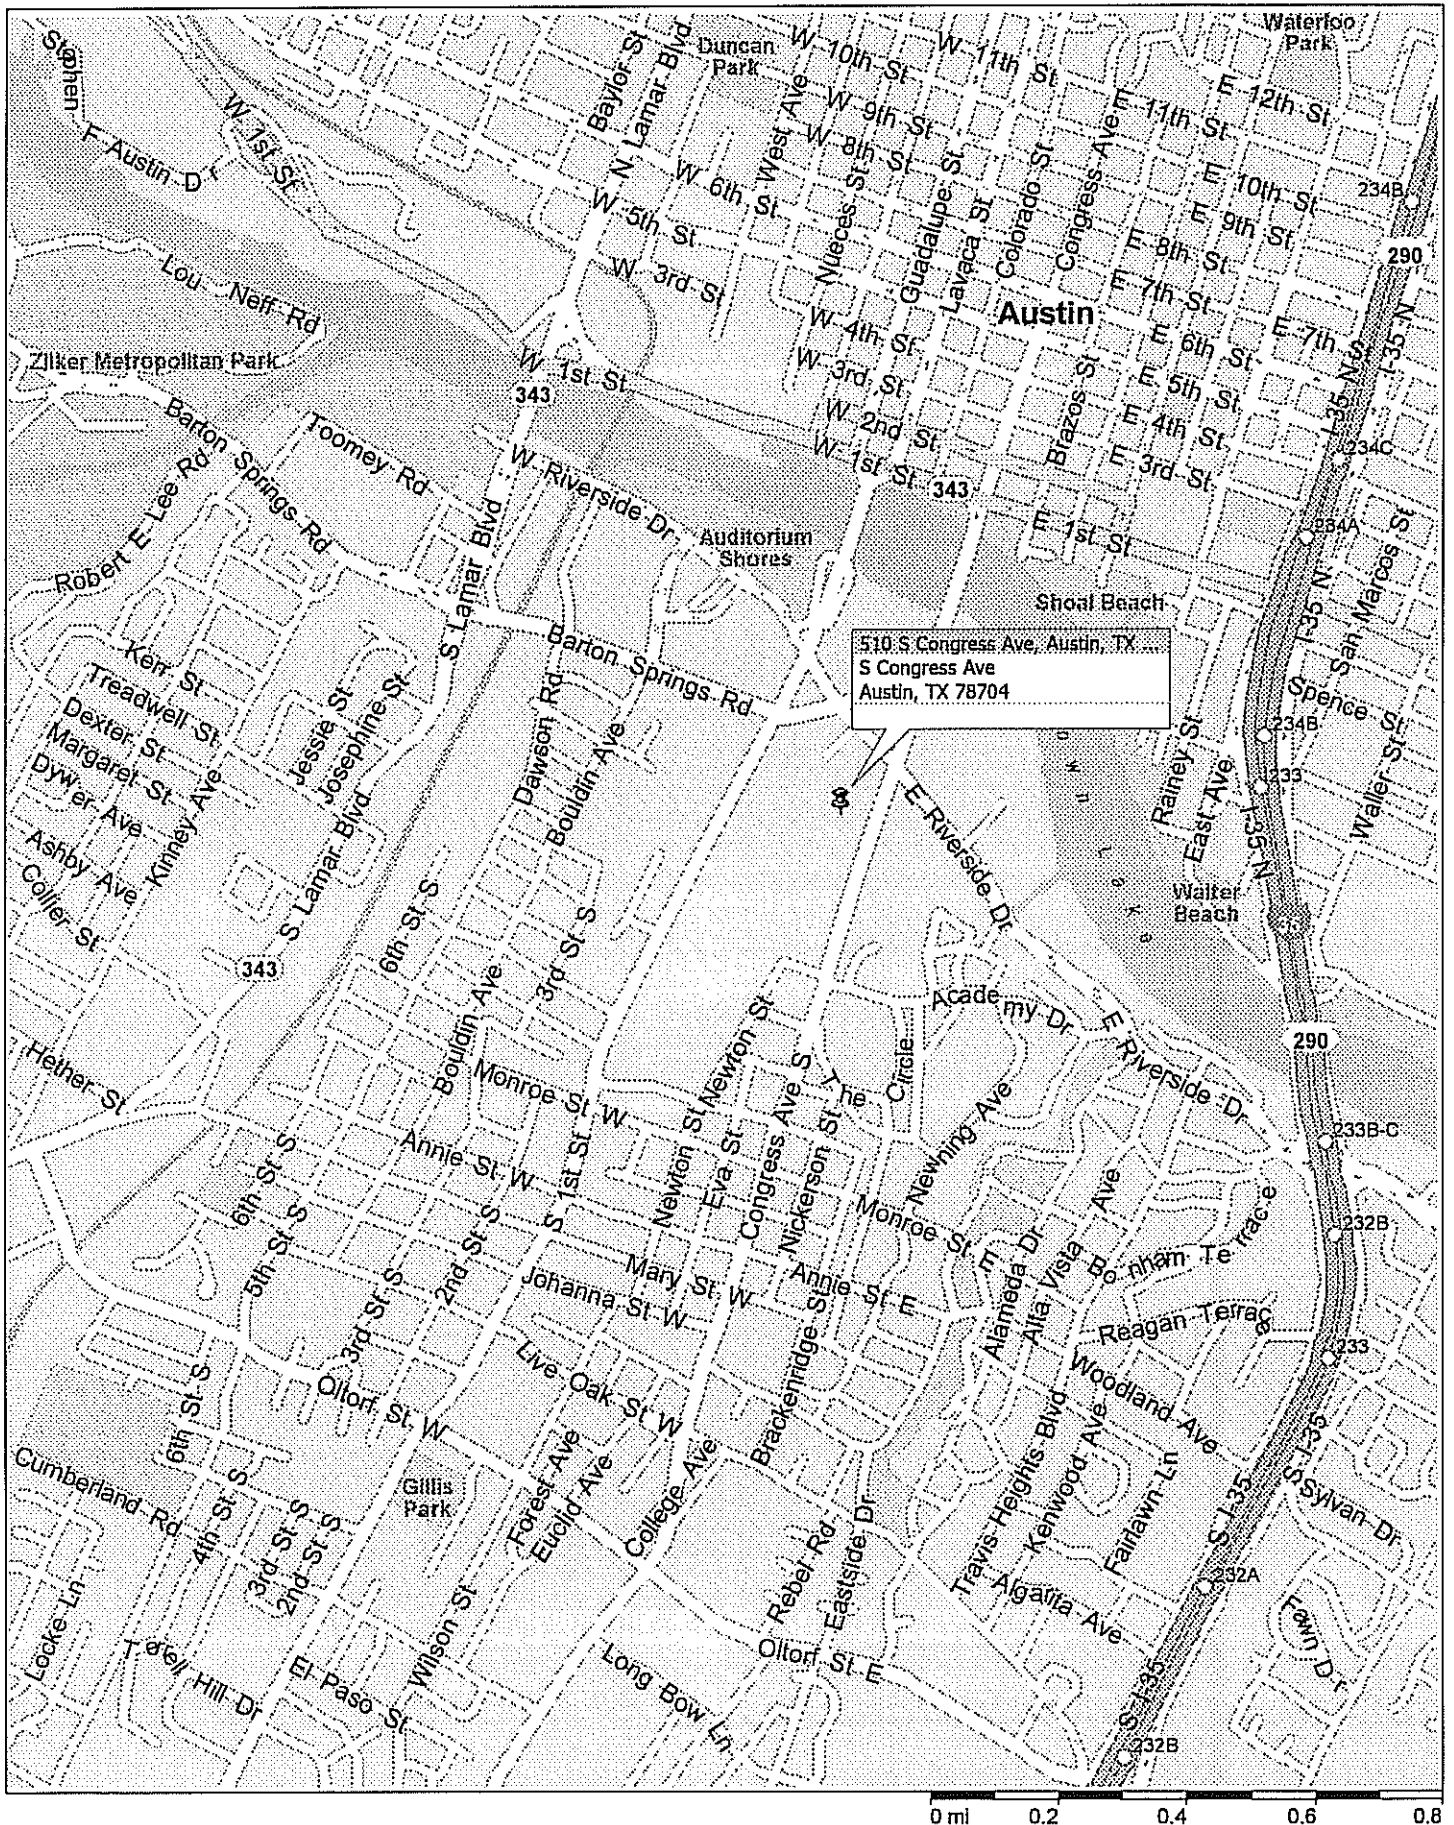 Waterloo
Park
Stephen
F Austin Dr
W 1st St
Baylor St
N Lamar Blvd
Duncan
Park
West Ave
W 10th St
W 11th St
W 9th St
W 8th St
E 12th St
E 11th St
E 10th St
E 9th St
E 8th St
E 7th St
234B
290
W 6th St
W 5th St
W 3rd St
Nueces St
Guadalupe St
Lavaca St
Colorado St
Congress Ave
Austin
E 7th
E 6th St
E 5th St
E 4th St
E 3rd St
I-35 N
I-35 N
Lou Neff Rd
Zilker Metropolitan Park
W 1st St
343
W 4th St
W 3rd St
W 2nd St
W 1st St
343
Brazos St
234C
234A
E 1st St
Barton Springs Rd
Toomey Rd
Robert E Lee Rd
W Riverside Dr
S Lamar Blvd
Auditorium
Shores
Shoal Beach
I-35 N
San Marcos St
510 S Congress Ave, Austin, TX ...
S Congress Ave
Austin, TX 78704
Barton Springs Rd
Kerr St
Treadwell St
Dexter St
Margaret St
Dywer Ave
Ashby Ave
Collier St
Kinney Ave
Jessie St
Josephine St
S Lamar Blvd
Dawson Rd
Bouldin Ave
Spence St
234B
233
Rainey St
East Ave
Waller St
I-35 N
E Riverside Dr
w n L a k e
Walter
Beach
343
6th St S
3rd St S
Bouldin Ave
Academy Dr
E Riverside Dr
290
Hether St
Monroe St W
Newton St
Congress Ave S
The Circle
Newning Ave
233B-C
Annie St W
S 1st St
Newton St
Eva St
Nickerson St
Monroe St E
Alameda Dr
Alta Vista Ave
Bonham Terrace
232B
6th St S
5th St S
3rd St S
2nd St S
Johanna St W
Mary St W
Annie St E
Brackenridge St
Reagan Terrace
233
Woodland Ave
Live Oak St W
Oltorf St W
6th St S
Cumberland Rd
4th St S
3rd St S
2nd St S
Gillis
Park
Forest Ave
Euclid Ave
College Ave
Travis Heights Blvd
Kenwood Ave
Fairlawn Ln
S I-35
S I-35
Sylvan Dr
Rebel Rd
Eastside Dr
Algarita Ave
232A
Fawn Dr
Locke Ln
Wilson St
El Paso St
Long Bow Ln
Oltorf St E
S I-35
232B
0 mi 0.2 0.4 0.6 0.8